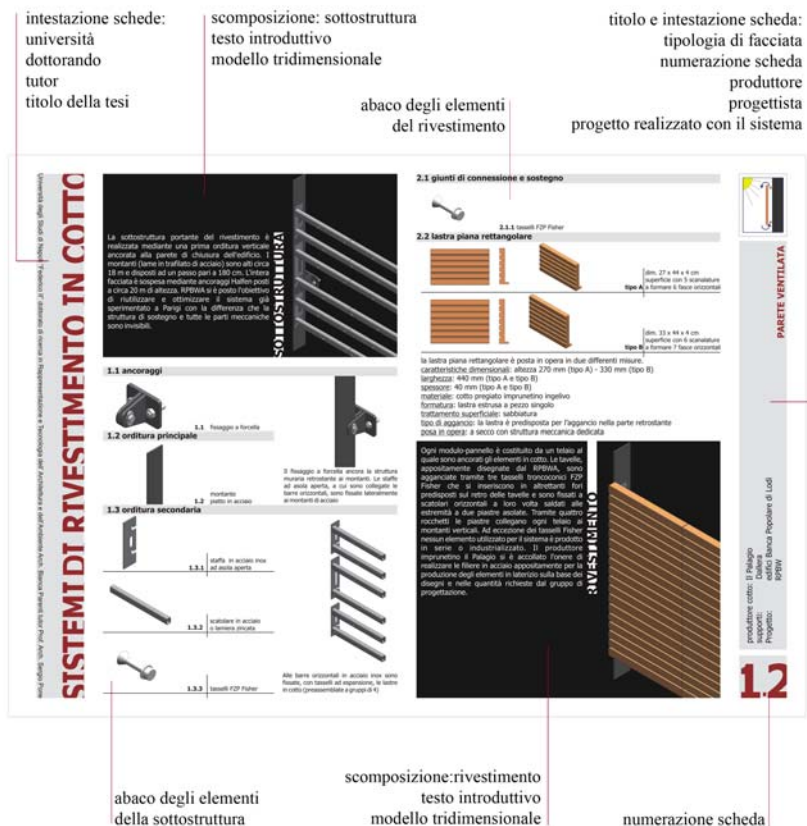 intestazione schede:
università
dottorando
tutor
titolo della tesi
scomposizione: sottostruttura
testo introduttivo
modello tridimensionale
titolo e intestazione scheda:
tipologia di facciata
numerazione scheda
produttore
progettista
progetto realizzato con il sistema
abaco degli elementi
del rivestimento
SISTEMI DI RIVESTIMENTO IN COTTO
La sottostruttura portante del rivestimento è
realizzata mediante una prima orditura verticale
ancorata alla parete di chiusura dell'edificio. I
montanti (lame in trafilato di acciaio) sono alti circa
18 m e disposti ad un passo pari a 180 cm. L'intera
facciata è sospesa mediante ancoraggi Halfen posti
a circa 20 m di altezza. RPBWA si è posto l'obiettivo
di riutilizzare e ottimizzare il sistema già
sperimentato a Parigi con la differenza che la
struttura di sostegno e tutte le parti meccaniche
sono invisibili.
SOTTOSTRUTTURA
1.1 ancoraggi
1.1 fissaggio a forcella
1.2 orditura principale
Il fissaggio a forcella ancora la struttura
muraria retrostante ai montanti. Le staffe
ad asola aperta, a cui sono collegate le
barre orizzontali, sono fissate lateralmente
ai montanti di acciaio
montante
1.2 piatto in acciaio
1.3 orditura secondaria
staffa in acciaio inox
1.3.1 ad asola aperta
scatolare in acciaio
1.3.2 o lamiera zincata
1.3.3 tasselli FZP Fisher
Alle barre orizzontali in acciaio inox sono
fissate, con tasselli ad espansione, le lastre
in cotto (preassemblate a gruppi di 4)
2.1 giunti di connessione e sostegno
2.1.1 tasselli FZP Fisher
2.2 lastra piana rettangolare
dim. 27 x 44 x 4 cm
superficie con 5 scanalature
tipo A a formare 6 fasce orizzontali
dim. 33 x 44 x 4 cm
superficie con 6 scanalature
tipo B a formare 7 fasce orizzontali
la lastra piana rettangolare è posta in opera in due differenti misure.
caratteristiche dimensionali: altezza 270 mm (tipo A) - 330 mm (tipo B)
larghezza: 440 mm (tipo A e tipo B)
spessore: 40 mm (tipo A e tipo B)
materiale: cotto pregiato imprunetino ingelivo
formatura: lastra estrusa a pezzo singolo
trattamento superficiale: sabbiatura
tipo di aggancio: la lastra è predisposta per l'aggancio nella parte retrostante
posa in opera: a secco con struttura meccanica dedicata
Ogni modulo-pannello è costituito da un telaio al
quale sono ancorati gli elementi in cotto. Le tavelle,
appositamente disegnate dal RPBWA, sono
agganciate tramite tre tasselli troncoconici FZP
Fisher che si inseriscono in altrettanti fori
predisposti sul retro delle tavelle e sono fissati a
scatolari orizzontali a loro volta saldati alle
estremità a due piastre asolate. Tramite quattro
rocchetti le piastre collegano ogni telaio ai
montanti verticali. Ad eccezione dei tasselli Fisher
nessun elemento utilizzato per il sistema è prodotto
in serie o industrializzato. Il produttore
imprunetino il Palagio si è accollato l'onere di
realizzare le filiere in acciaio appositamente per la
produzione degli elementi in laterizio sulla base dei
disegni e nelle quantità richieste dal gruppo di
progettazione.
RIVESTIMENTO
PARETE VENTILATA
produttore cotto: Il Palagio
supporti: Dallera
Progetto: edifici Banca Popolare di Lodi
RPBW
1.2
abaco degli elementi
della sottostruttura
scomposizione:rivestimento
testo introduttivo
modello tridimensionale
numerazione scheda